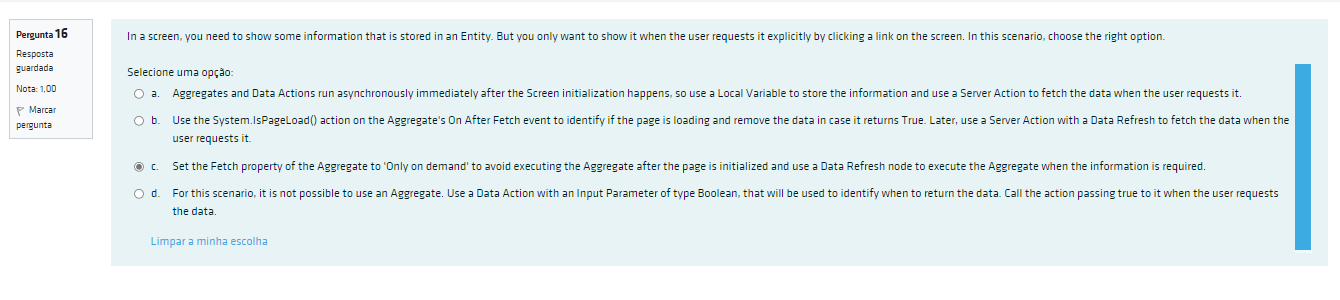 Pergunta 16
Resposta
guardada
Nota: 1,00
Marcar
pergunta
In a screen, you need to show some information that is stored in an Entity. But you only want to show it when the user requests it explicitly by clicking a link on the screen. In this scenario, choose the right option.
Selecione uma opção:
a. Aggregates and Data Actions run asynchronously immediately after the Screen initialization happens, so use a Local Variable to store the information and use a Server Action to fetch the data when the user requests it.
b. Use the System.IsPageLoad() action on the Aggregate's On After Fetch event to identify if the page is loading and remove the data in case it returns True. Later, use a Server Action with a Data Refresh to fetch the data when the
user requests it.
c. Set the Fetch property of the Aggregate to 'Only on demand' to avoid executing the Aggregate after the page is initialized and use a Data Refresh node to execute the Aggregate when the information is required.
d. For this scenario, it is not possible to use an Aggregate. Use a Data Action with an Input Parameter of type Boolean, that will be used to identify when to return the data. Call the action passing true to it when the user requests
the data.
Limpar a minha escolha